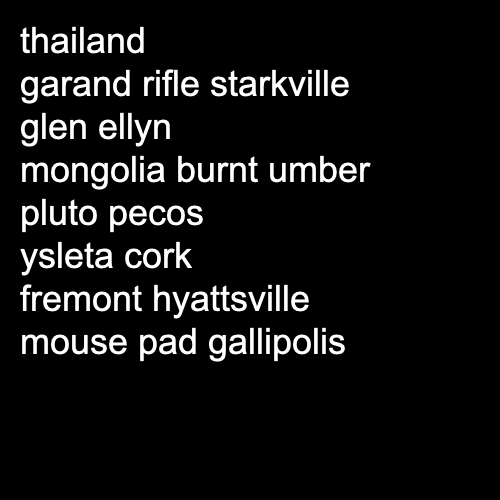 thailand
garand rifle starkville
glen ellyn
mongolia burnt umber
pluto pecos
ysleta cork
fremont hyattsville
mouse pad gallipolis